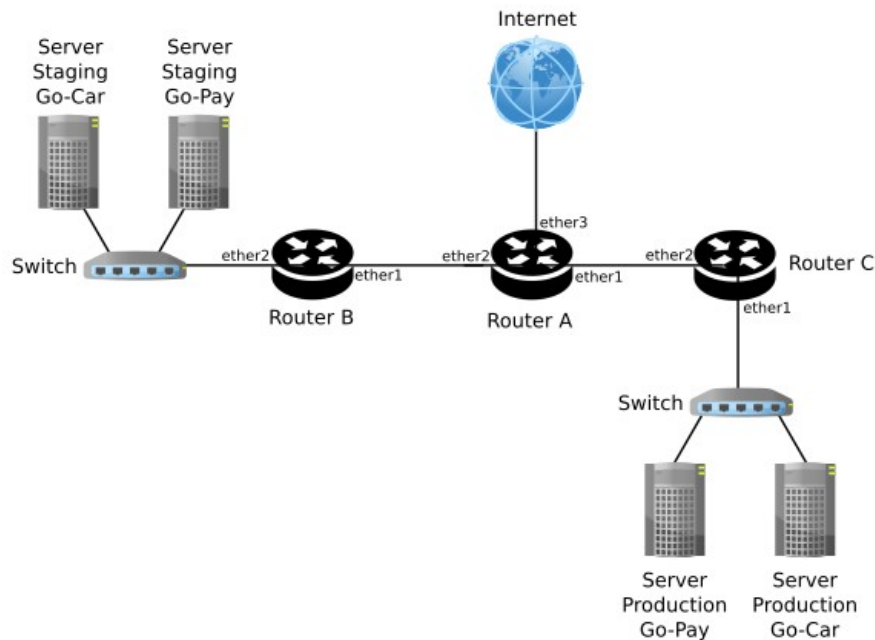 Internet
Server
Staging
Go-Car
Server
Staging
Go-Pay
ether3
Switch
ether2
ether1
Router B
ether2
ether1
Router A
ether2
Router C
ether1
Switch
Server
Production
Go-Pay
Server
Production
Go-Car